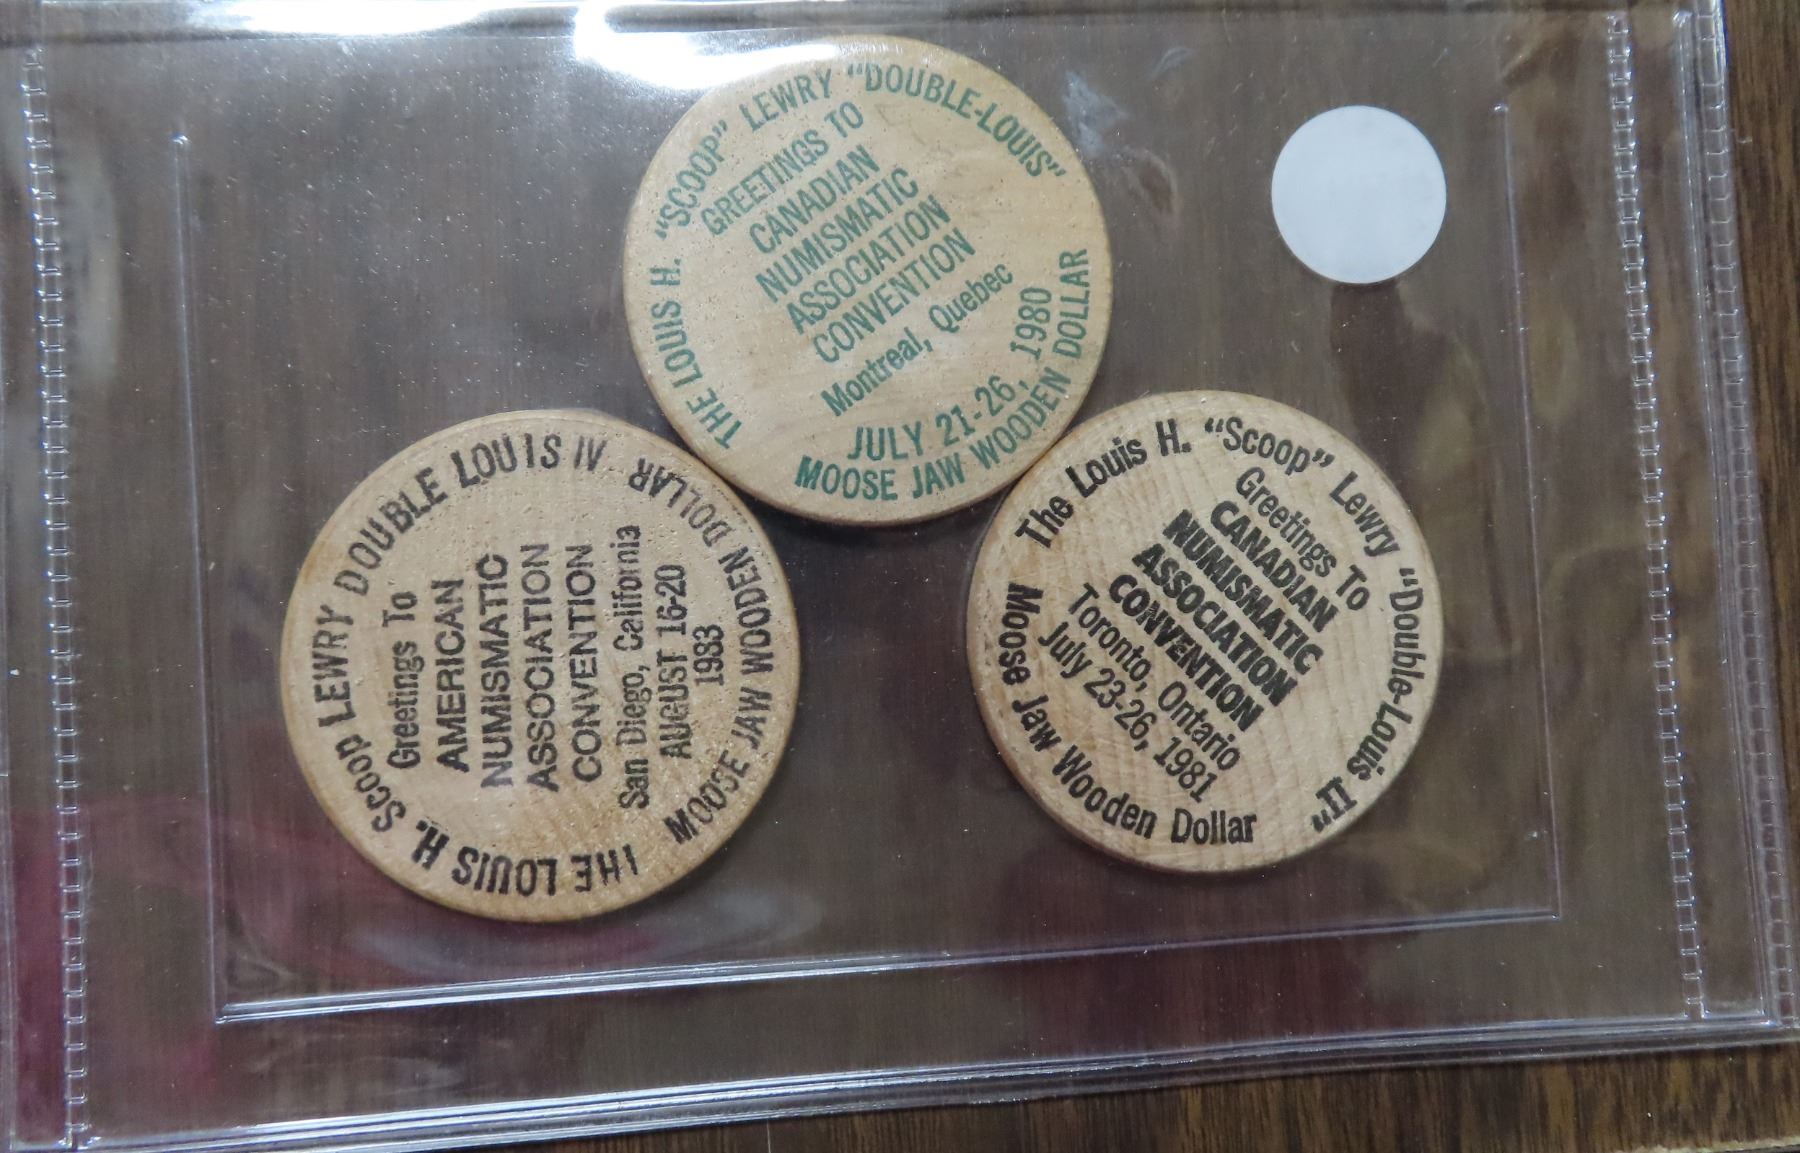 THE LOUIS H. "SCOOP" LEWRY "DOUBLE-LOUIS"
GREETINGS TO
CANADIAN
NUMISMATIC
ASSOCIATION
CONVENTION
Montreal, Quebec
JULY 21-26, 1980
MOOSE JAW WOODEN DOLLAR
THE LOUIS H. Scoop LEWRY DOUBLE LOUIS IV
Greetings To
AMERICAN
NUMISMATIC
ASSOCIATION
CONVENTION
San Diego, California
AUGUST 16-20
1983
MOOSE JAW WOODEN DOLLAR
The Louis H. "Scoop" Lewry "Double-Louis II"
Greetings To
CANADIAN
NUMISMATIC
ASSOCIATION
CONVENTION
Toronto, Ontario
July 23-26, 1981
Moose Jaw Wooden Dollar